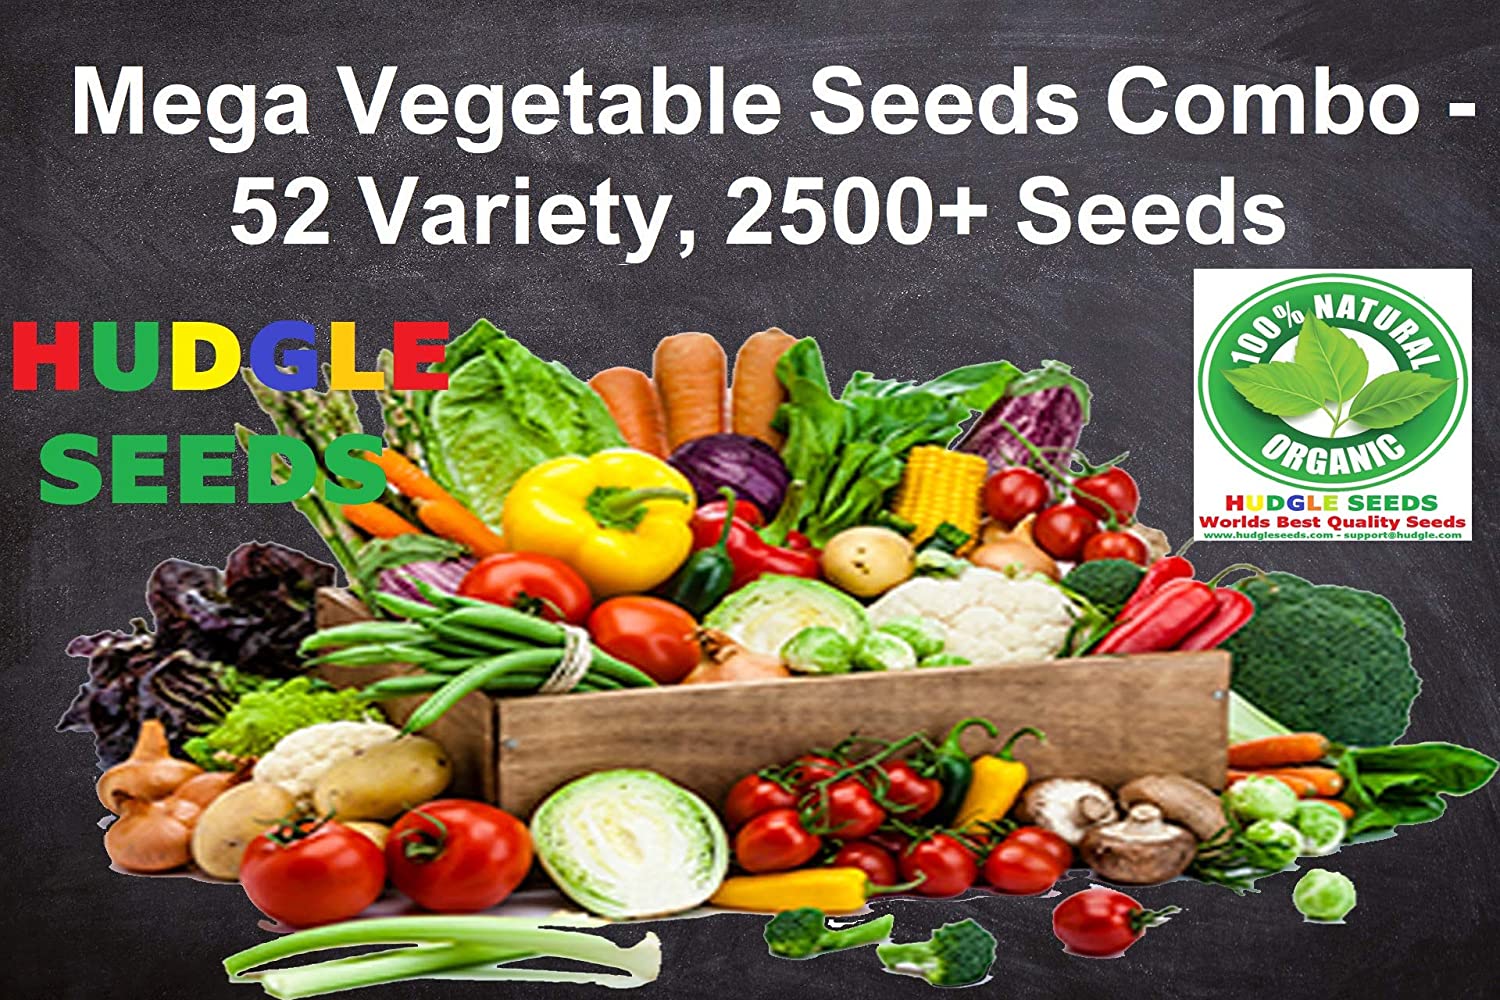 Mega Vegetable Seeds Combo -
52 Variety, 2500+ Seeds
HUDGLE
SEEDS
100% NATURAL
ORGANIC
HUDGLE SEEDS
Worlds Best Quality Seeds
www.hudgleseeds.com - support@hudgle.com